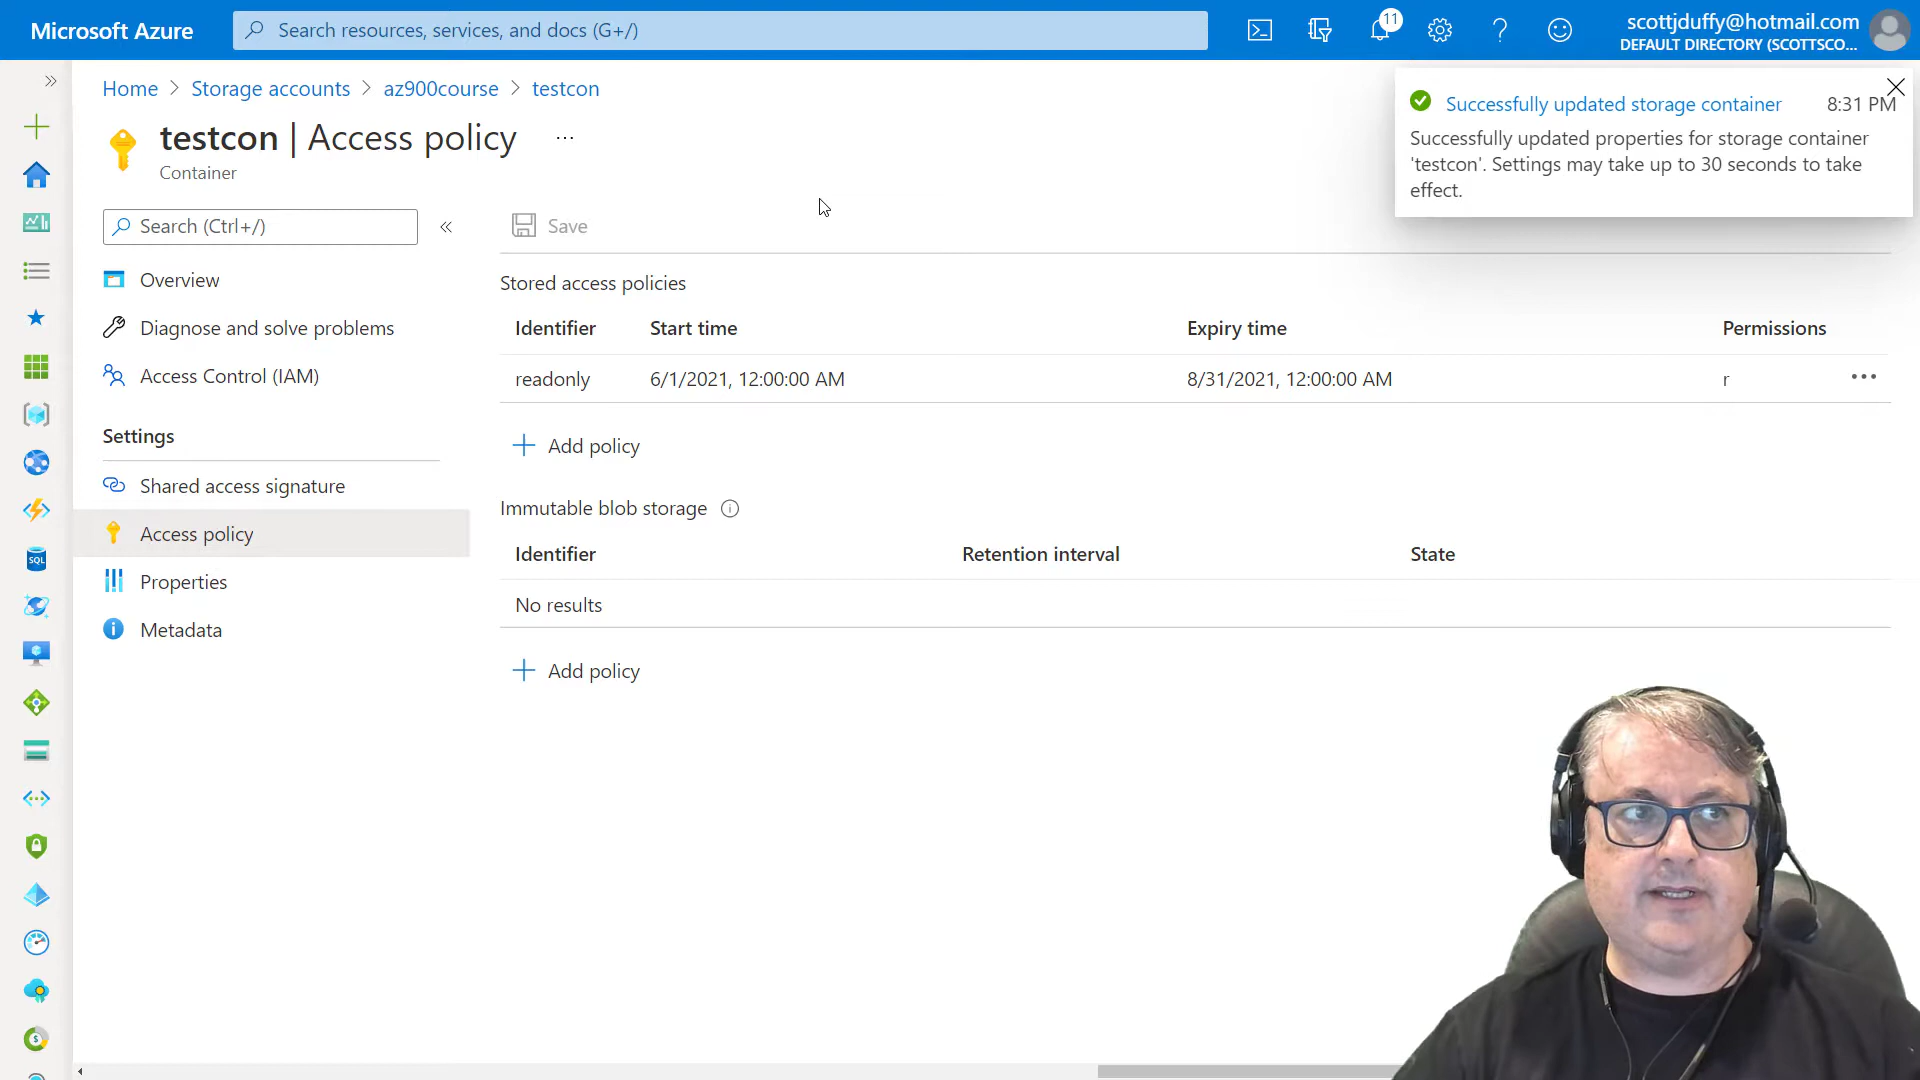 Microsoft Azure
Search resources, services, and docs (G+/)
11
scottjduffy@hotmail.com
DEFAULT DIRECTORY (SCOTTSCO...
Home > Storage accounts > az900course > testcon
testcon | Access policy ...
Container
Successfully updated storage container 8:31 PM
Successfully updated properties for storage container
'testcon'. Settings may take up to 30 seconds to take
effect.
Search (Ctrl+/)
Overview
Diagnose and solve problems
Access Control (IAM)
Settings
Shared access signature
Access policy
Properties
Metadata
Save
Stored access policies
Identifier Start time Expiry time Permissions
readonly 6/1/2021, 12:00:00 AM 8/31/2021, 12:00:00 AM r
Add policy
Immutable blob storage
Identifier Retention interval State
No results
Add policy
SQL